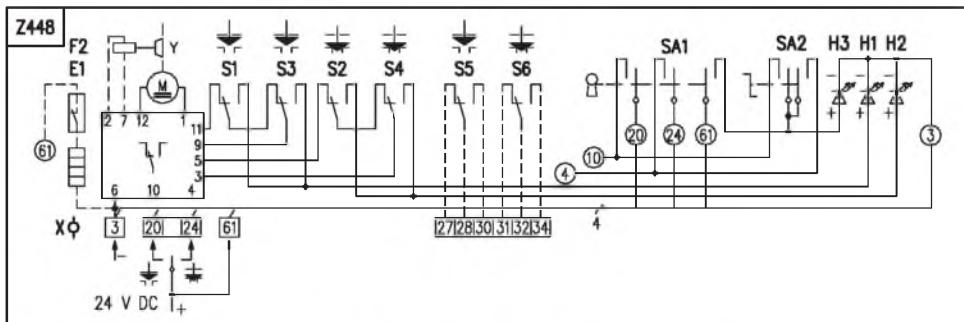 Z448
F2
E1
Y
M
S1
S3
S2
S4
S5
S6
SA1
SA2
H3
H1
H2
2 7 12 1
11
9
5
3
6 10 4
61
20 24 61
3
10
4
- - -
+ + +
X
3 20 24 61
27 28 30 31 32 34
4
-
24 V DC +